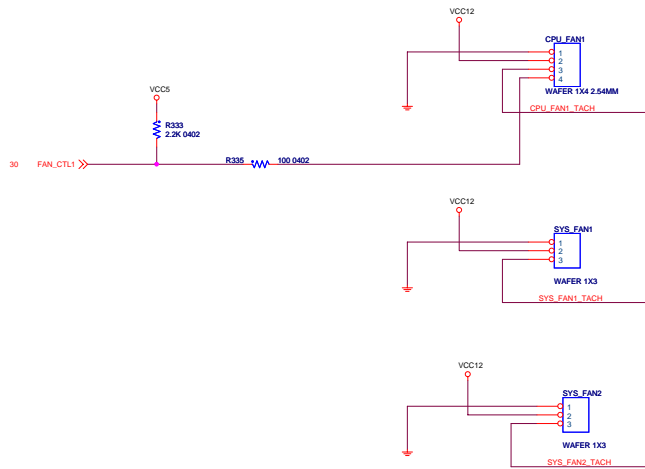 VCC12
CPU_FAN1
1
2
3
4
WAFER 1X4 2.54MM
CPU_FAN1_TACH
VCC5
R333
2.2K 0402
30 FAN_CTL1
R335 100 0402
VCC12
SYS_FAN1
1
2
3
WAFER 1X3
SYS_FAN1_TACH
VCC12
SYS_FAN2
1
2
3
WAFER 1X3
SYS_FAN2_TACH